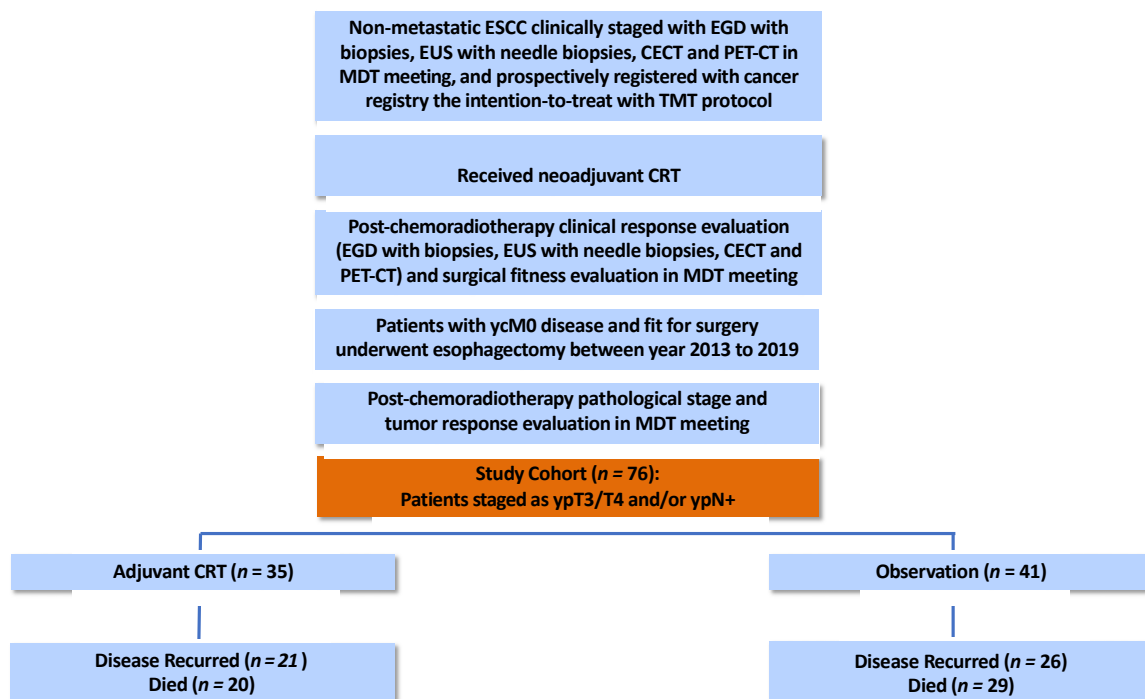 Non-metastatic ESCC clinically staged with EGD with
biopsies, EUS with needle biopsies, CECT and PET-CT in
MDT meeting, and prospectively registered with cancer
registry the intention-to-treat with TMT protocol
Received neoadjuvant CRT
Post-chemoradiotherapy clinical response evaluation
(EGD with biopsies, EUS with needle biopsies, CECT and
PET-CT) and surgical fitness evaluation in MDT meeting
Patients with ycM0 disease and fit for surgery
underwent esophagectomy between year 2013 to 2019
Post-chemoradiotherapy pathological stage and
tumor response evaluation in MDT meeting
Study Cohort (n = 76):
Patients staged as ypT3/T4 and/or ypN+
Adjuvant CRT (n = 35)
Observation (n = 41)
Disease Recurred (n = 21 )
Died (n = 20)
Disease Recurred (n = 26)
Died (n = 29)